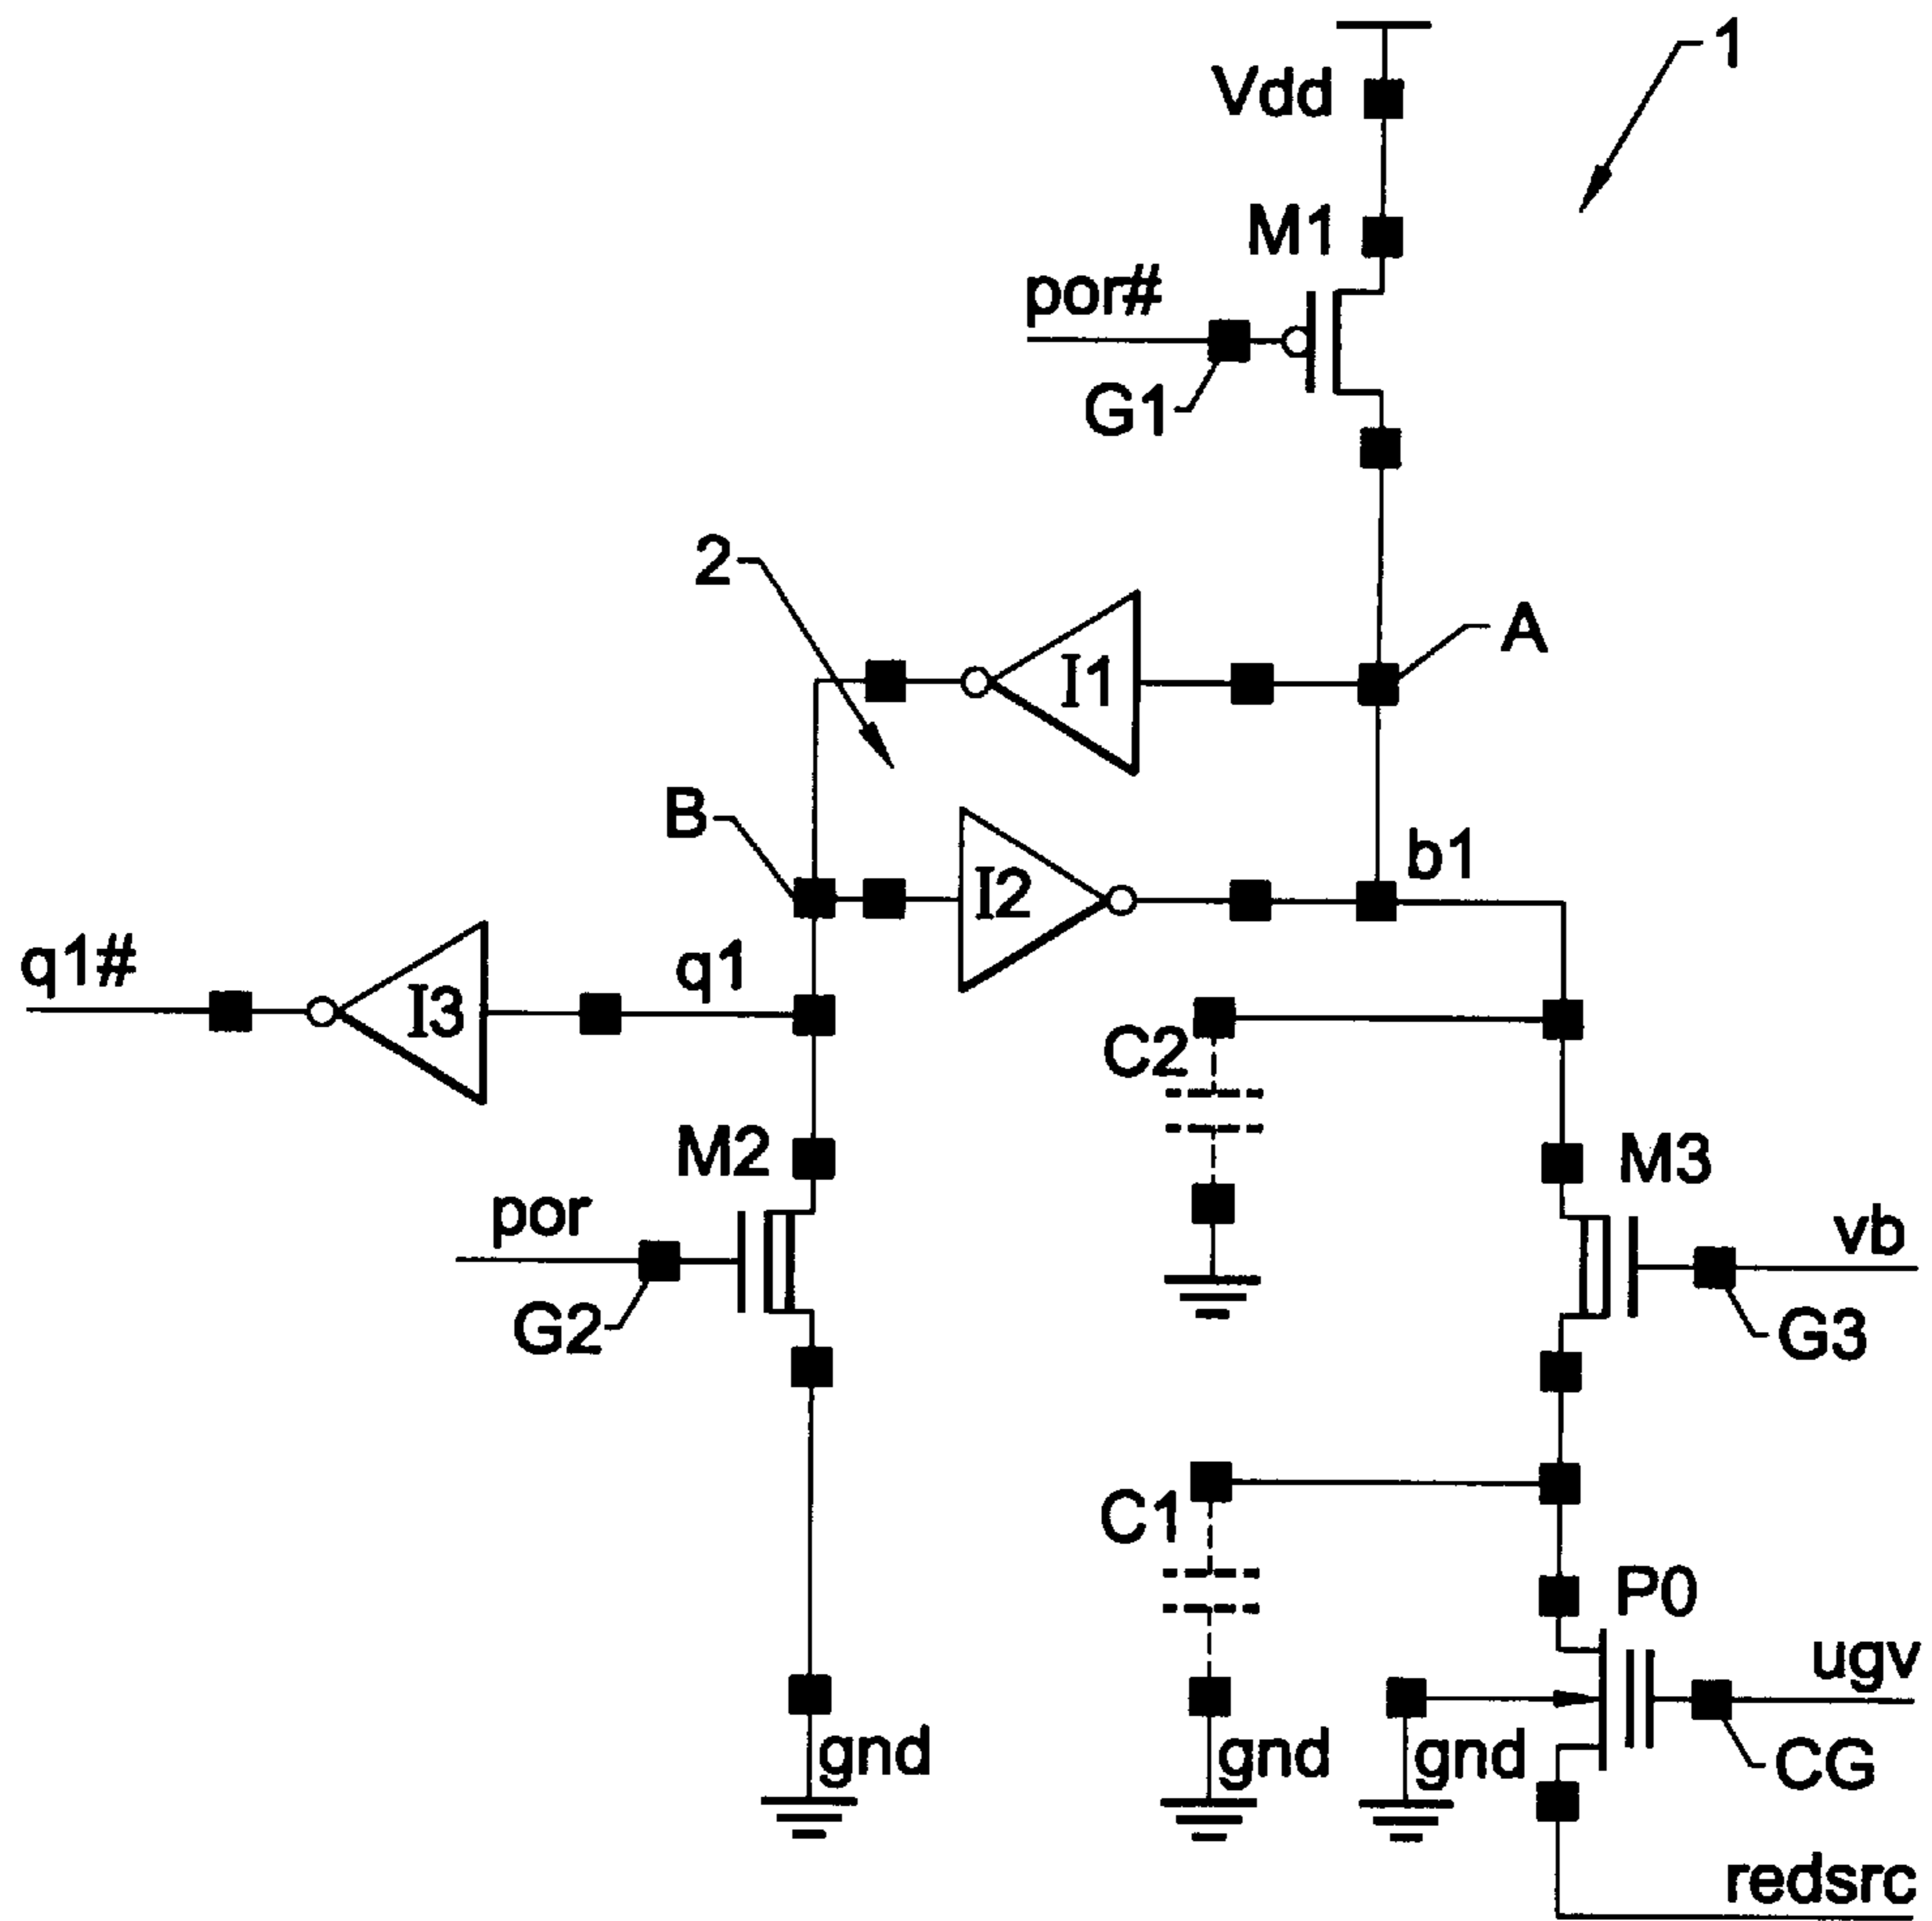 1
Vdd
M1
por#
G1
2
A
I1
B
b1
I2
q1#
q1
I3
C2
M2
M3
por
vb
G2
G3
C1
P0
ugv
gnd
gnd
gnd
CG
redsrc